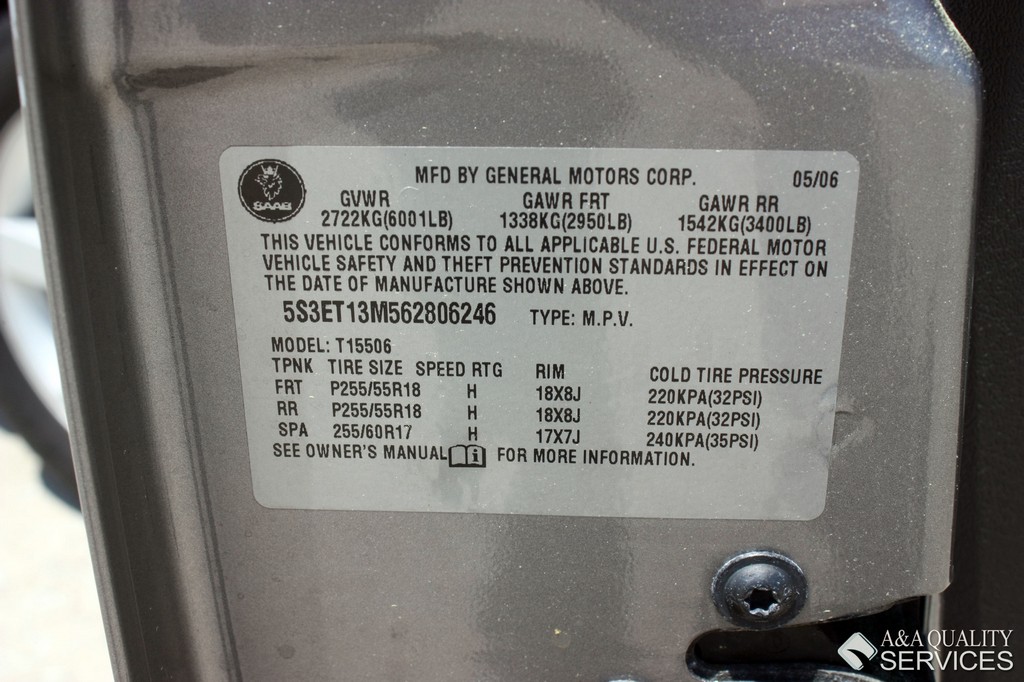 MFD BY GENERAL MOTORS CORP. 05/06
SAAB
GVWR GAWR FRT GAWR RR
2722KG(6001LB) 1338KG(2950LB) 1542KG(3400LB)
THIS VEHICLE CONFORMS TO ALL APPLICABLE U.S. FEDERAL MOTOR
VEHICLE SAFETY AND THEFT PREVENTION STANDARDS IN EFFECT ON
THE DATE OF MANUFACTURE SHOWN ABOVE.
5S3ET13M562806246 TYPE: M.P.V.
MODEL: T15506
TPNK TIRE SIZE SPEED RTG RIM COLD TIRE PRESSURE
FRT P255/55R18 H 18X8J 220KPA(32PSI)
RR P255/55R18 H 18X8J 220KPA(32PSI)
SPA 255/60R17 H 17X7J 240KPA(35PSI)
SEE OWNER'S MANUAL i FOR MORE INFORMATION.
A&A QUALITY
SERVICES